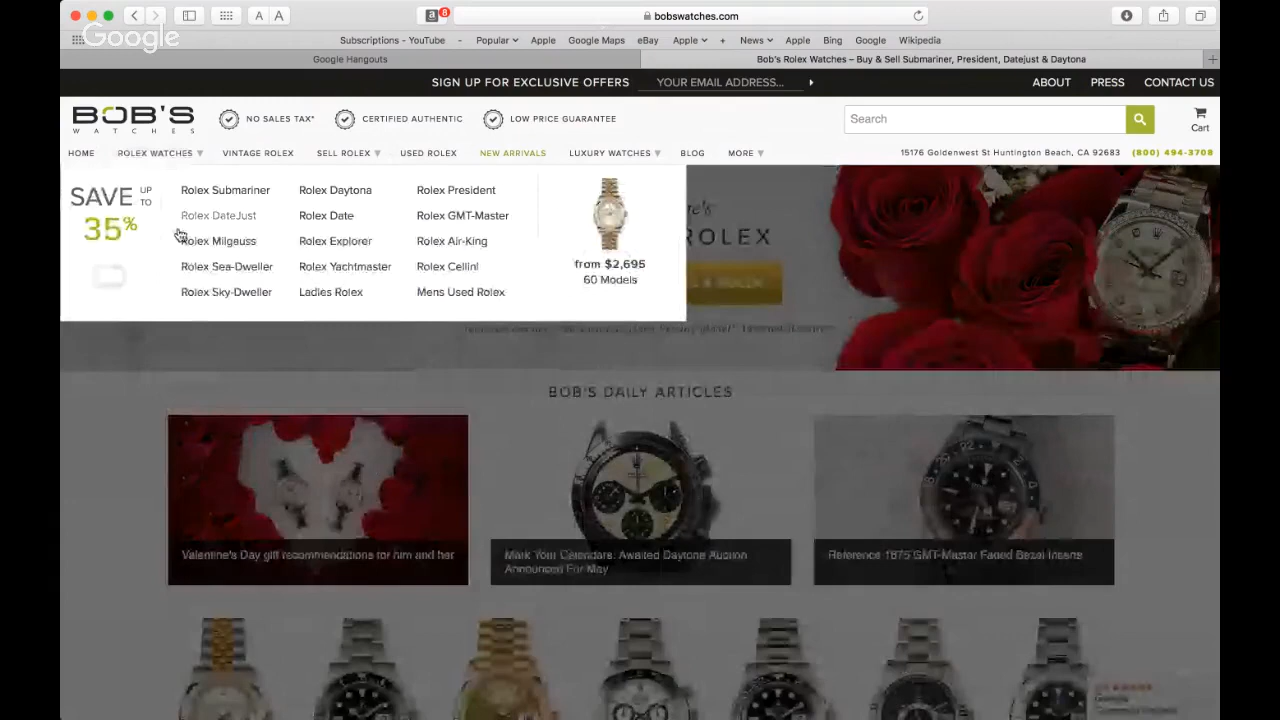 A A
a 8
bobswatches.com
Google
Subscriptions - YouTube - Popular Apple Google Maps eBay Apple + News Apple Bing Google Wikipedia
Google Hangouts
Bob's Rolex Watches – Buy & Sell Submariner, President, Datejust & Daytona
+
SIGN UP FOR EXCLUSIVE OFFERS YOUR EMAIL ADDRESS...
ABOUT PRESS CONTACT US
BOB'S
WATCHES
NO SALES TAX* CERTIFIED AUTHENTIC LOW PRICE GUARANTEE
Search
Cart
HOME ROLEX WATCHES VINTAGE ROLEX SELL ROLEX USED ROLEX NEW ARRIVALS LUXURY WATCHES BLOG MORE
15176 Goldenwest St Huntington Beach, CA 92683 (800) 494-3708
SAVE UP TO
35%
Rolex Submariner Rolex Daytona Rolex President
Rolex DateJust Rolex Date Rolex GMT-Master
Rolex Milgauss Rolex Explorer Rolex Air-King
Rolex Sea-Dweller Rolex Yachtmaster Rolex Cellini
Rolex Sky-Dweller Ladies Rolex Mens Used Rolex
from $2,695
60 Models
ROLEX
BOB'S DAILY ARTICLES
Valentine's Day gift recommendations for him and her
Mark Your Calendars: Awaited Daytona Auction
Announced For May
Reference 1675 GMT-Master Faded Bezel Inserts